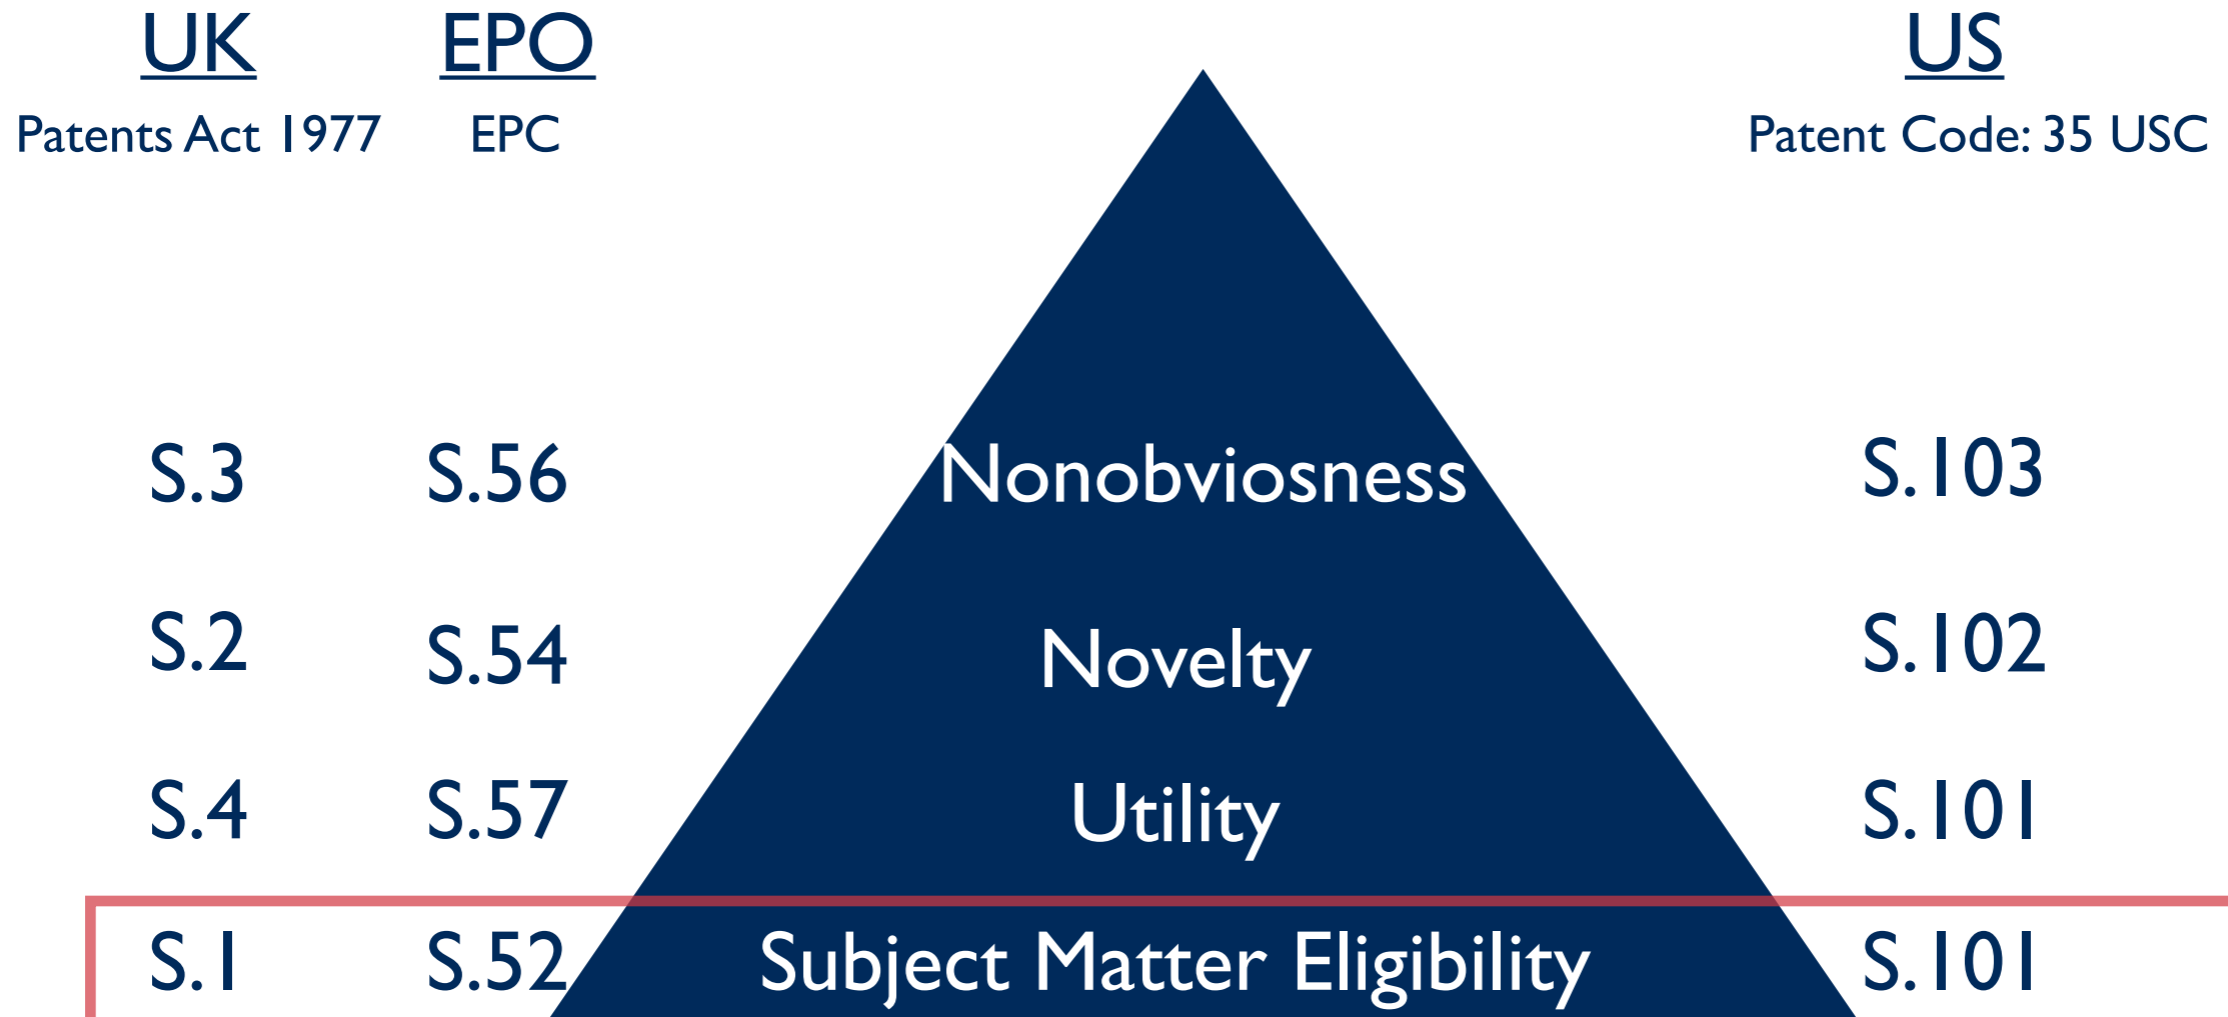 UK EPO US
Patents Act 1977 EPC Patent Code: 35 USC
S.3 S.56 Nonobviosness S.103
S.2 S.54 Novelty S.102
S.4 S.57 Utility S.101
S.1 S.52 Subject Matter Eligibility S.101